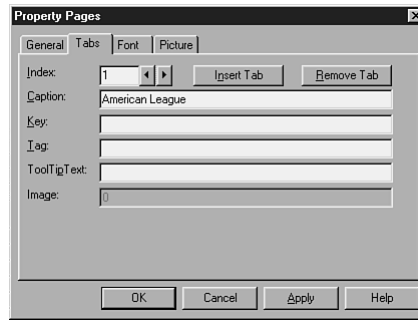 Property Pages
General Tabs Font Picture
Index: 1 Insert Tab Remove Tab
Caption: American League
Key:
Tag:
ToolTipText:
Image: 0
OK Cancel Apply Help